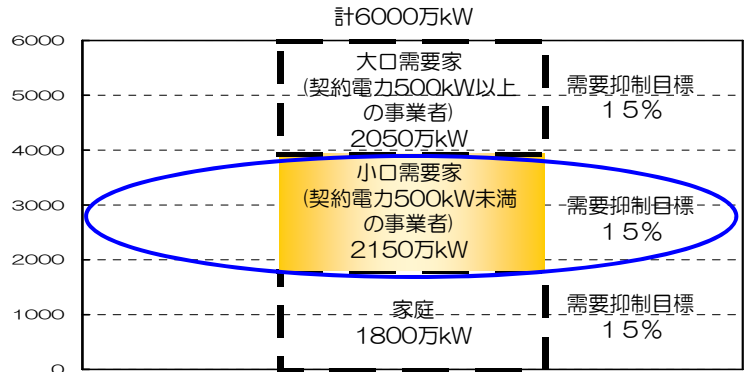 計6000万kW
6000
大口需要家
(契約電力500kW以上
の事業者)
2050万kW
需要抑制目標
１５％
5000
4000
小口需要家
(契約電力500kW未満
の事業者)
2150万kW
需要抑制目標
１５％
3000
2000
家庭
1800万kW
需要抑制目標
１５％
1000
0